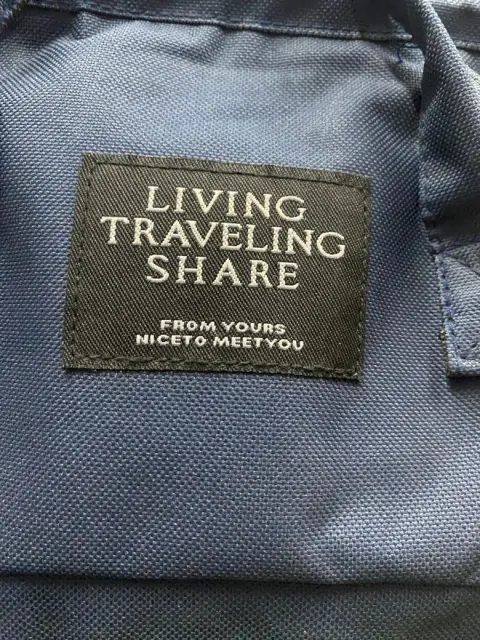 LIVING
TRAVELING
SHARE
FROM YOURS
NICETO MEETYOU